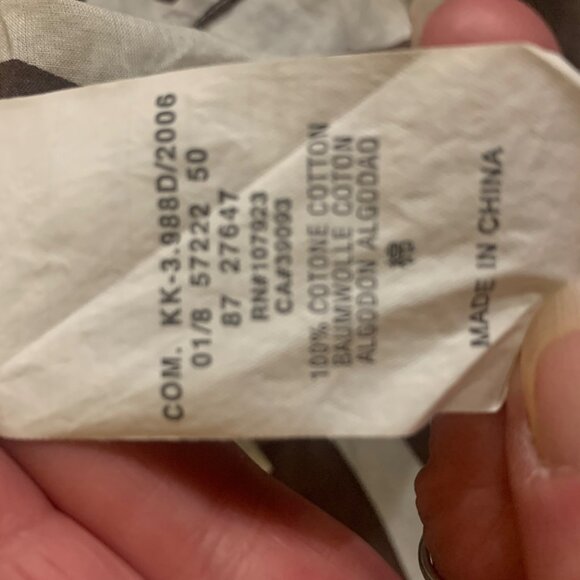 COM. KK-3.988D/2006
01/8 57222 50
87 27647
RN#107923
CA#39093
100% COTONE COTTON
BAUMWOLLE COTON
ALGODON ALGODAO
棉
MADE IN CHINA